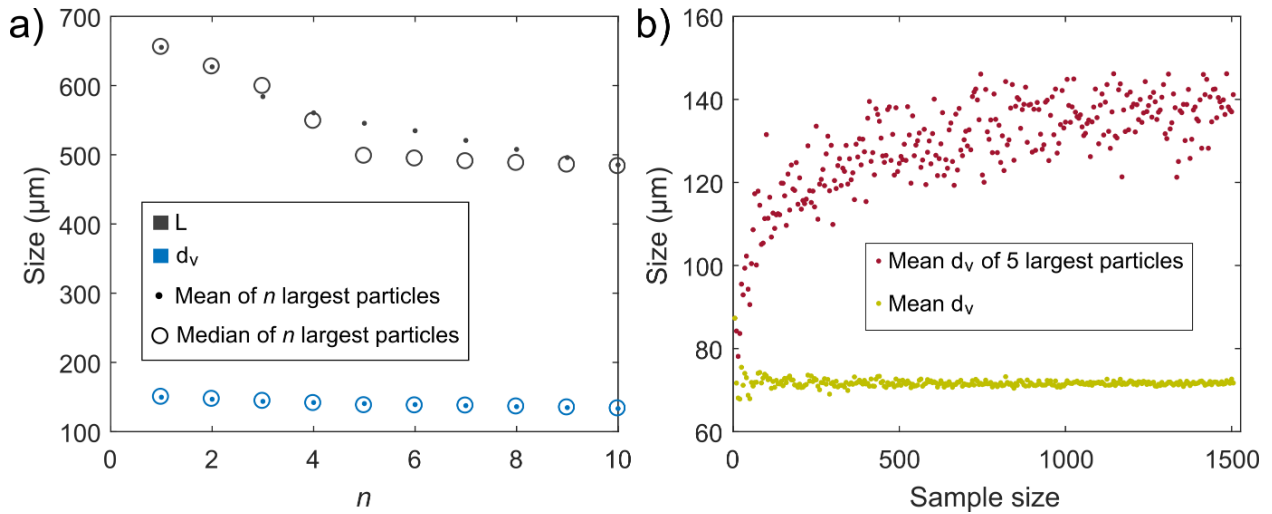 a)
700
600
500
400
300
200
100
Size (µm)
L
dᵥ
Mean of n largest particles
Median of n largest particles
0 2 4 6 8 10
n
b)
160
140
120
100
80
60
Size (µm)
Mean dᵥ of 5 largest particles
Mean dᵥ
0 500 1000 1500
Sample size